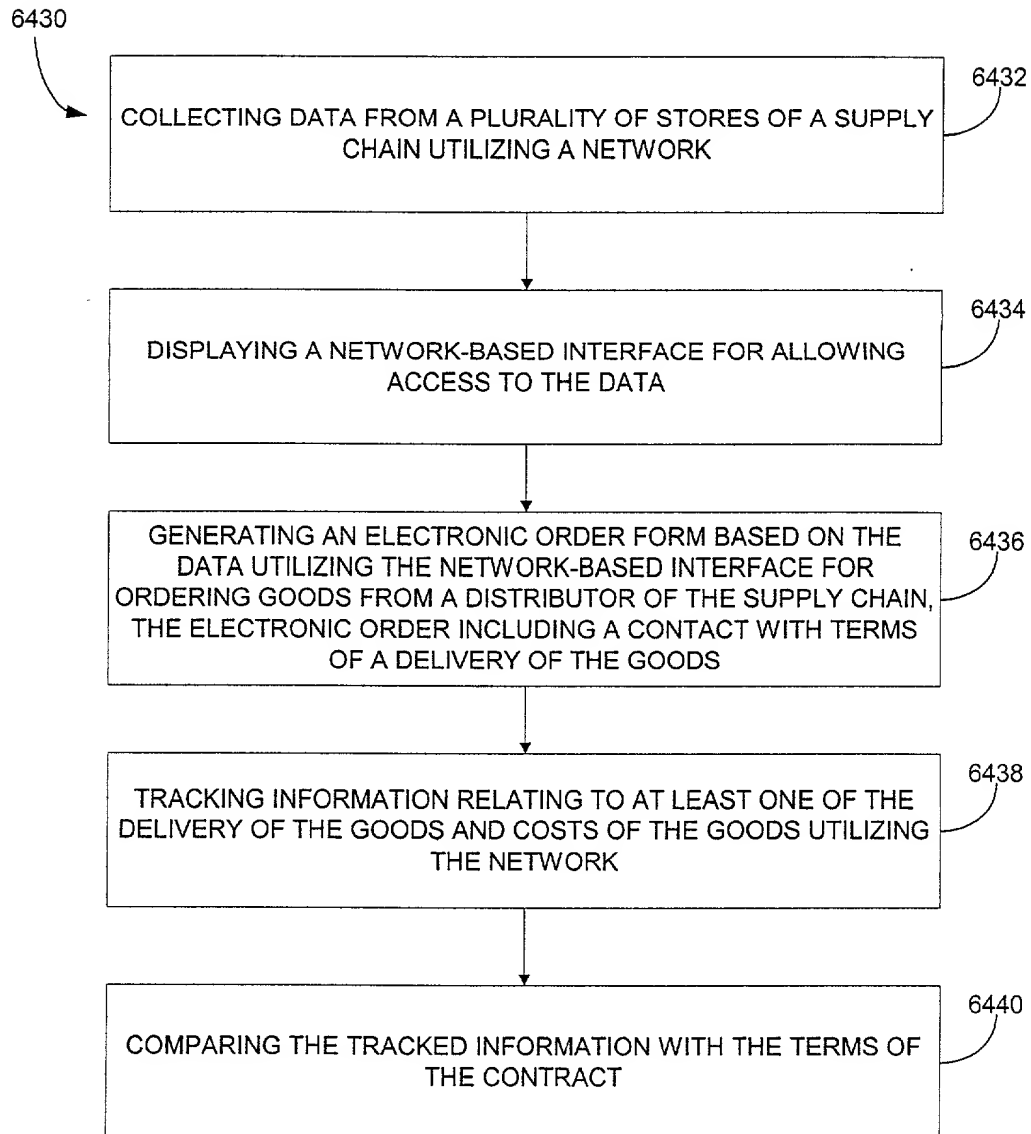 6430
6432
COLLECTING DATA FROM A PLURALITY OF STORES OF A SUPPLY
CHAIN UTILIZING A NETWORK
6434
DISPLAYING A NETWORK-BASED INTERFACE FOR ALLOWING
ACCESS TO THE DATA
6436
GENERATING AN ELECTRONIC ORDER FORM BASED ON THE
DATA UTILIZING THE NETWORK-BASED INTERFACE FOR
ORDERING GOODS FROM A DISTRIBUTOR OF THE SUPPLY CHAIN,
THE ELECTRONIC ORDER INCLUDING A CONTACT WITH TERMS
OF A DELIVERY OF THE GOODS
6438
TRACKING INFORMATION RELATING TO AT LEAST ONE OF THE
DELIVERY OF THE GOODS AND COSTS OF THE GOODS UTILIZING
THE NETWORK
6440
COMPARING THE TRACKED INFORMATION WITH THE TERMS OF
THE CONTRACT